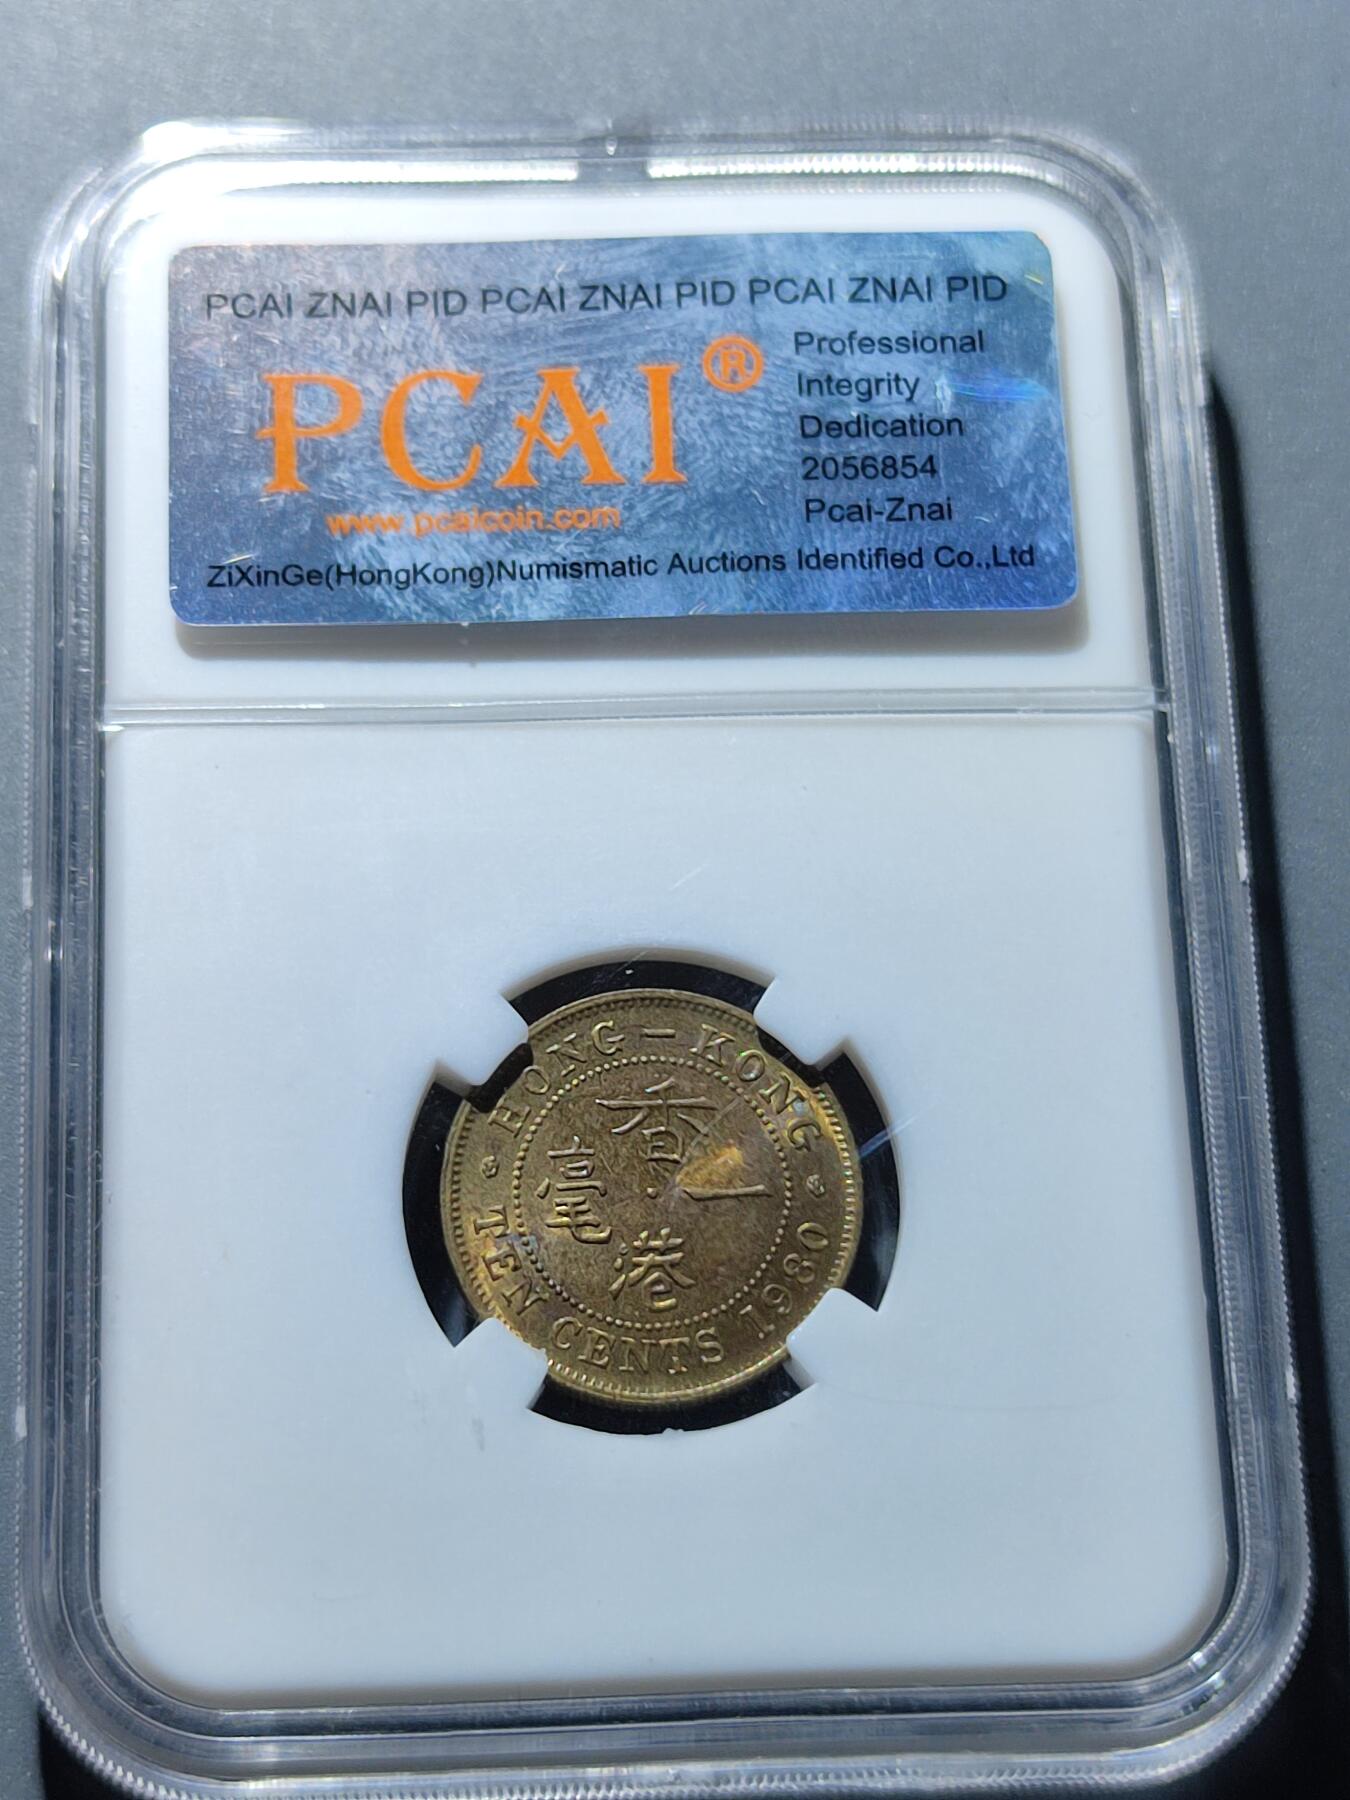 PCAI ZNAI PID PCAI ZNAI PID PCAI ZNAI PID
PCAI®
www.pcaicoin.com
Professional
Integrity
Dedication
2056854
Pcai-Znai
ZiXinGe(HongKong)Numismatic Auctions Identified Co.,Ltd
HONG-KONG
香港
一毫
TEN CENTS 1980